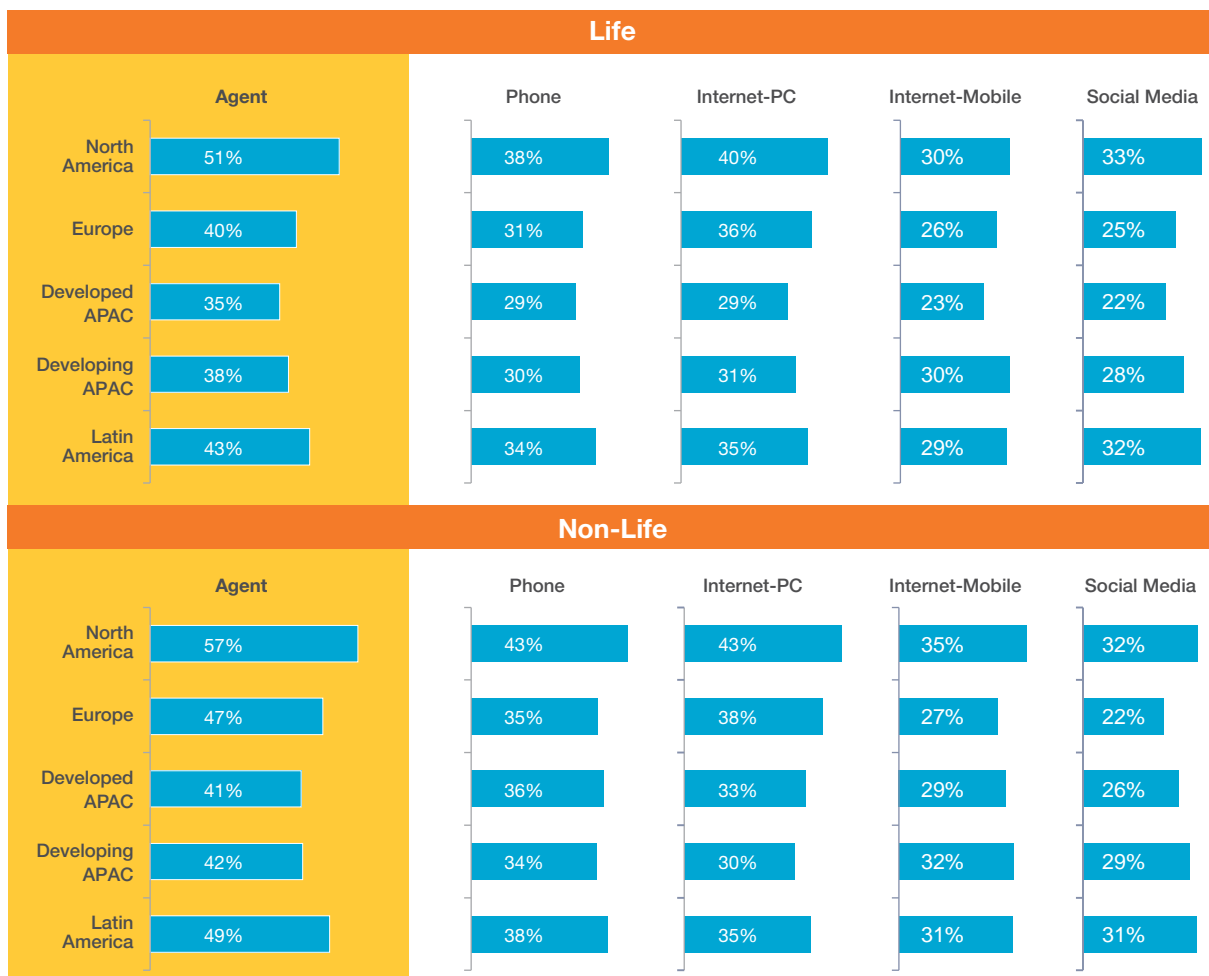 Life
Agent Phone Internet-PC Internet-Mobile Social Media
North
America
51% 38% 40% 30% 33%
Europe 40% 31% 36% 26% 25%
Developed
APAC
35% 29% 29% 23% 22%
Developing
APAC
38% 30% 31% 30% 28%
Latin
America
43% 34% 35% 29% 32%
Non-Life
Agent Phone Internet-PC Internet-Mobile Social Media
North
America
57% 43% 43% 35% 32%
Europe 47% 35% 38% 27% 22%
Developed
APAC
41% 36% 33% 29% 26%
Developing
APAC
42% 34% 30% 32% 29%
Latin
America
49% 38% 35% 31% 31%